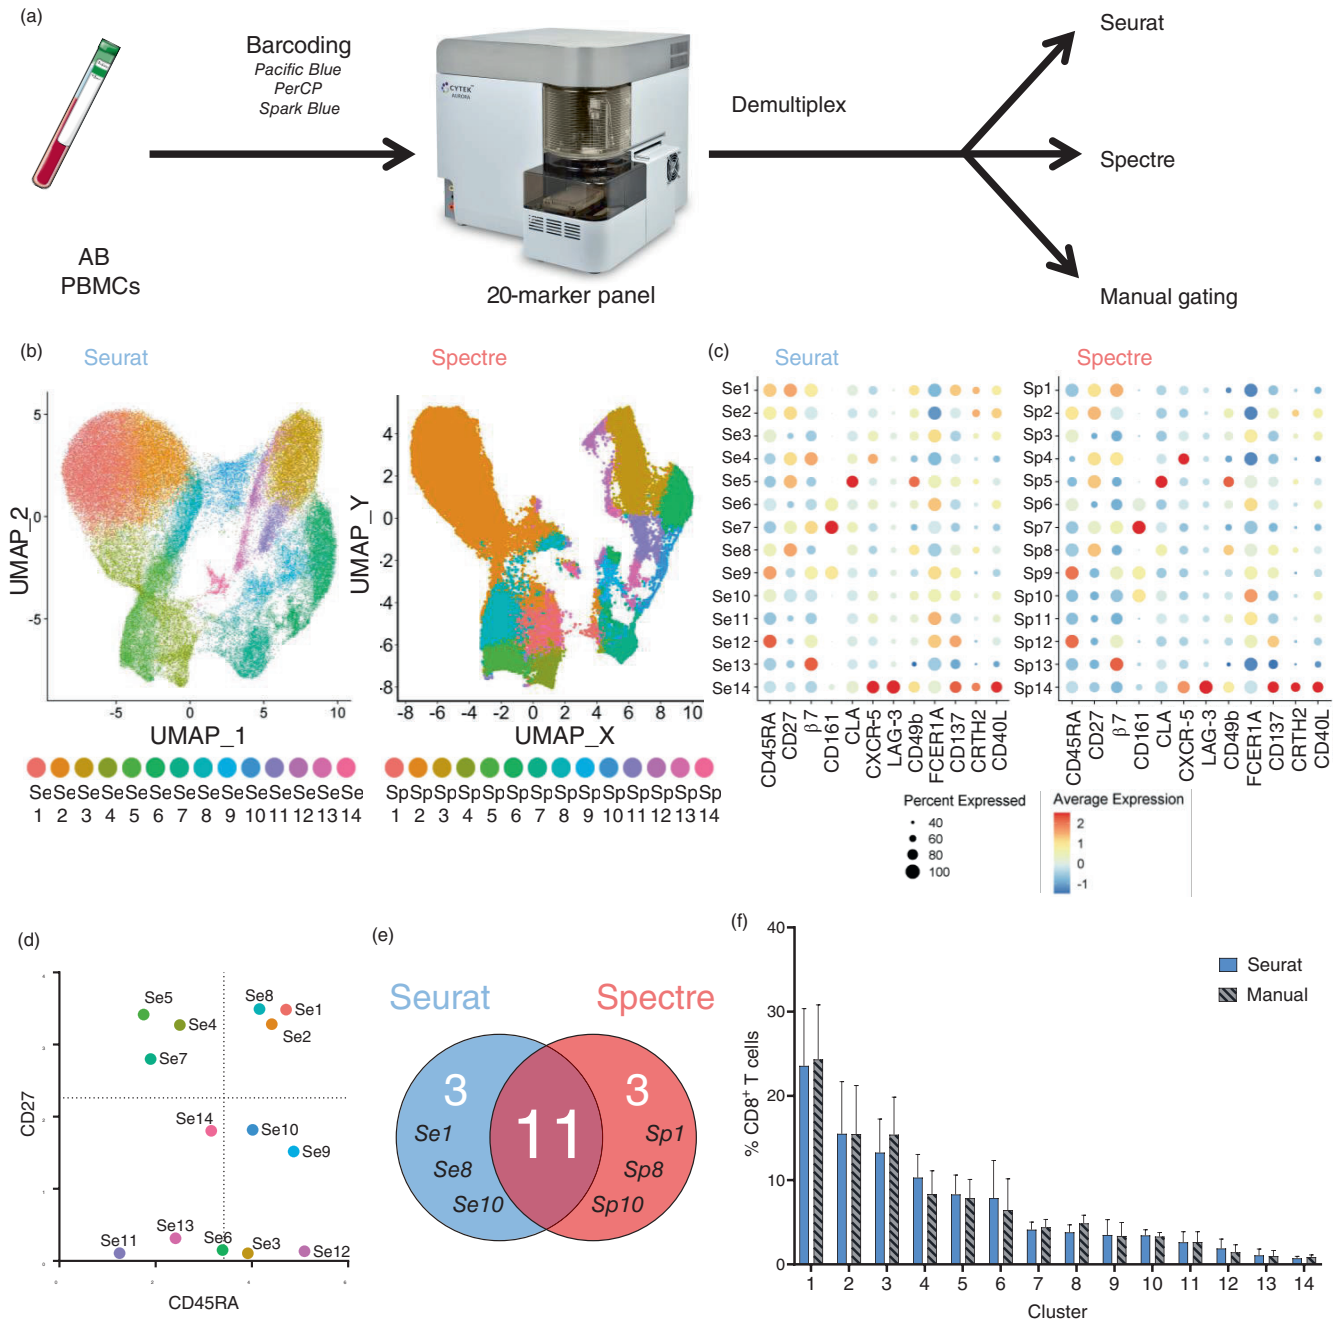 (a)
Barcoding
Pacific Blue
PerCP
Spark Blue
CYTEK
AURORA
Demultiplex
Seurat
Spectre
Manual gating
AB
PBMCs
20-marker panel
(b)
Seurat
Spectre
UMAP_2
5
0
-5
-5
0
5
10
UMAP_1
UMAP_Y
4
2
0
-2
-4
-6
-8
-8
-6
-4
-2
0
2
4
6
8
10
UMAP_X
Se Se Se Se Se Se Se Se Se Se Se Se Se Se
1 2 3 4 5 6 7 8 9 10 11 12 13 14
Sp Sp Sp Sp Sp Sp Sp Sp Sp Sp Sp Sp Sp Sp
1 2 3 4 5 6 7 8 9 10 11 12 13 14
(c)
Seurat
Spectre
Se1
Se2
Se3
Se4
Se5
Se6
Se7
Se8
Se9
Se10
Se11
Se12
Se13
Se14
CD45RA
CD27
β7
CD161
CLA
CXCR-5
LAG-3
CD49b
FCER1A
CD137
CRTH2
CD40L
Sp1
Sp2
Sp3
Sp4
Sp5
Sp6
Sp7
Sp8
Sp9
Sp10
Sp11
Sp12
Sp13
Sp14
CD45RA
CD27
β7
CD161
CLA
CXCR-5
LAG-3
CD49b
FCER1A
CD137
CRTH2
CD40L
Percent Expressed
40
60
80
100
Average Expression
2
1
0
-1
(d)
CD27
4
3
2
1
0
Se5
Se4
Se7
Se8
Se1
Se2
Se14
Se10
Se9
Se11
Se13
Se6
Se3
Se12
0
2
4
6
CD45RA
(e)
Seurat
Spectre
3
11
3
Se1
Se8
Se10
Sp1
Sp8
Sp10
(f)
% CD8⁺ T cells
40
30
20
10
0
Seurat
Manual
1 2 3 4 5 6 7 8 9 10 11 12 13 14
Cluster